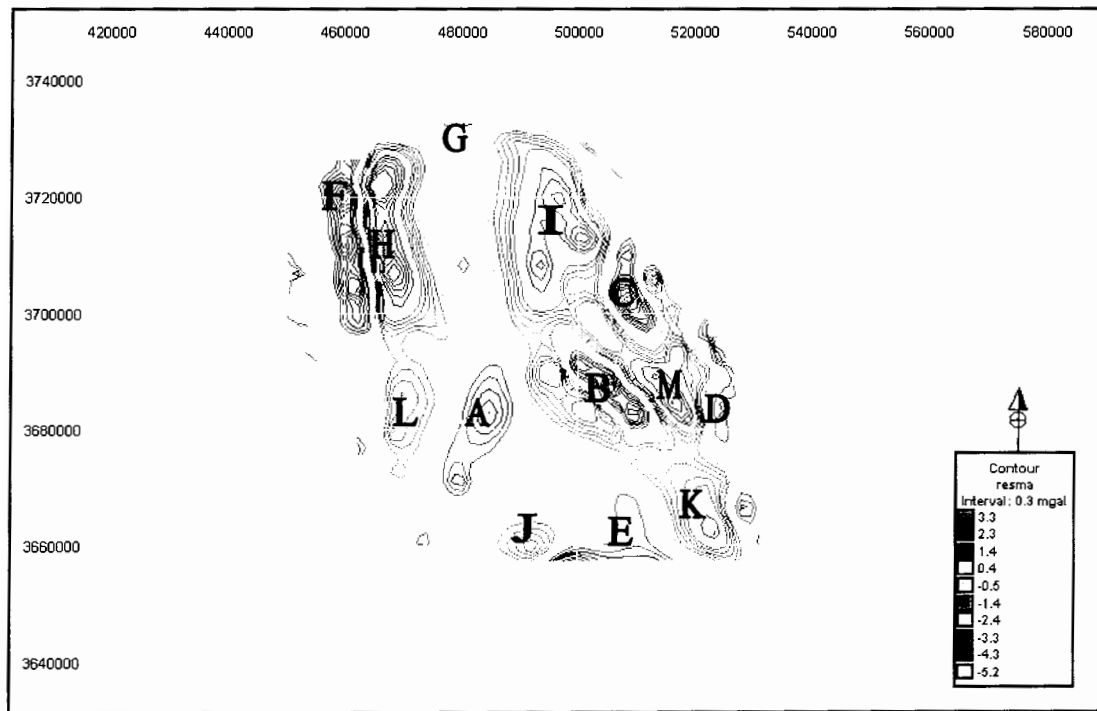 420000 440000 460000 480000 500000 520000 540000 560000 580000
3740000
G
3720000
F
I
H
C
3700000
B
M
L
A
D
3680000
K
J
E
3660000
3640000
Contour
resma
Interval: 0.3 mgal
3.3
2.3
1.4
0.4
-0.5
-1.4
-2.4
-3.3
-4.3
-5.2